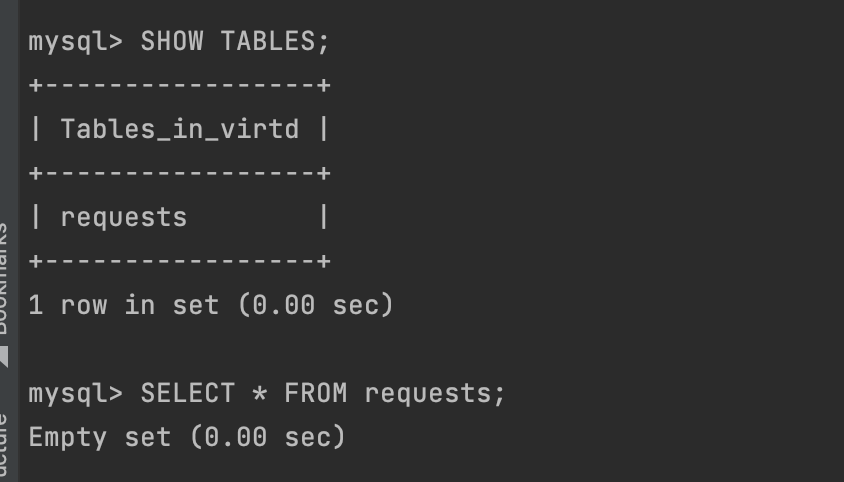 mysql> SHOW TABLES;
+-----------------+
| Tables_in_virtd |
+-----------------+
| requests        |
+-----------------+
1 row in set (0.00 sec)
mysql> SELECT * FROM requests;
Empty set (0.00 sec)
Bookmarks